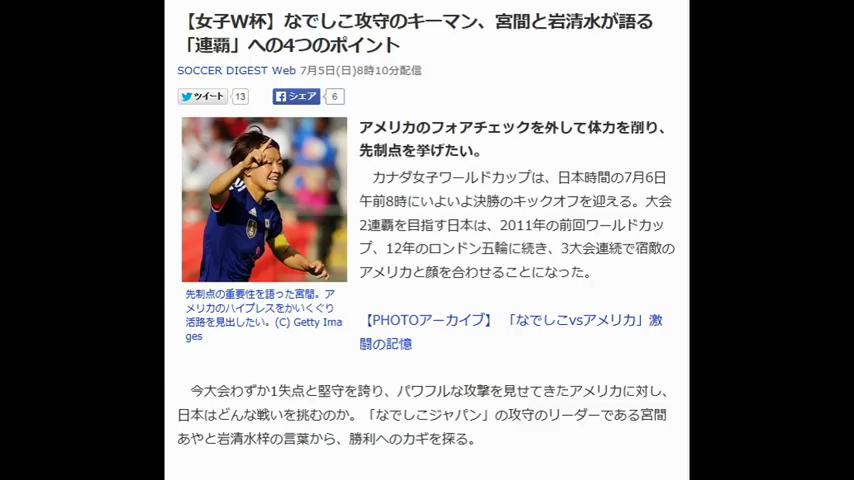 【女子W杯】なでしこ攻守のキーマン、宮間と岩清水が語る
「連覇」への4つのポイント
SOCCER DIGEST Web 7月5日(日)8時10分配信
ツイート 13 シェア 6
アメリカのフォアチェックを外して体力を削り、
先制点を挙げたい。
カナダ女子ワールドカップは、日本時間の7月6日
午前8時にいよいよ決勝のキックオフを迎える。大会
2連覇を目指す日本は、2011年の前回ワールドカッ
プ、12年のロンドン五輪に続き、3大会連続で宿敵の
アメリカと顔を合わせることになった。
先制点の重要性を語った宮間。ア
メリカのハイプレスをかいくぐり
活路を見出したい。(C) Getty Ima
ges
【PHOTOアーカイブ】 「なでしこvsアメリカ」激
闘の記憶
今大会わずか1失点と堅守を誇り、パワフルな攻撃を見せてきたアメリカに対し、
日本はどんな戦いを挑むのか。「なでしこジャパン」の攻守のリーダーである宮間
あやと岩清水梓の言葉から、勝利へのカギを探る。